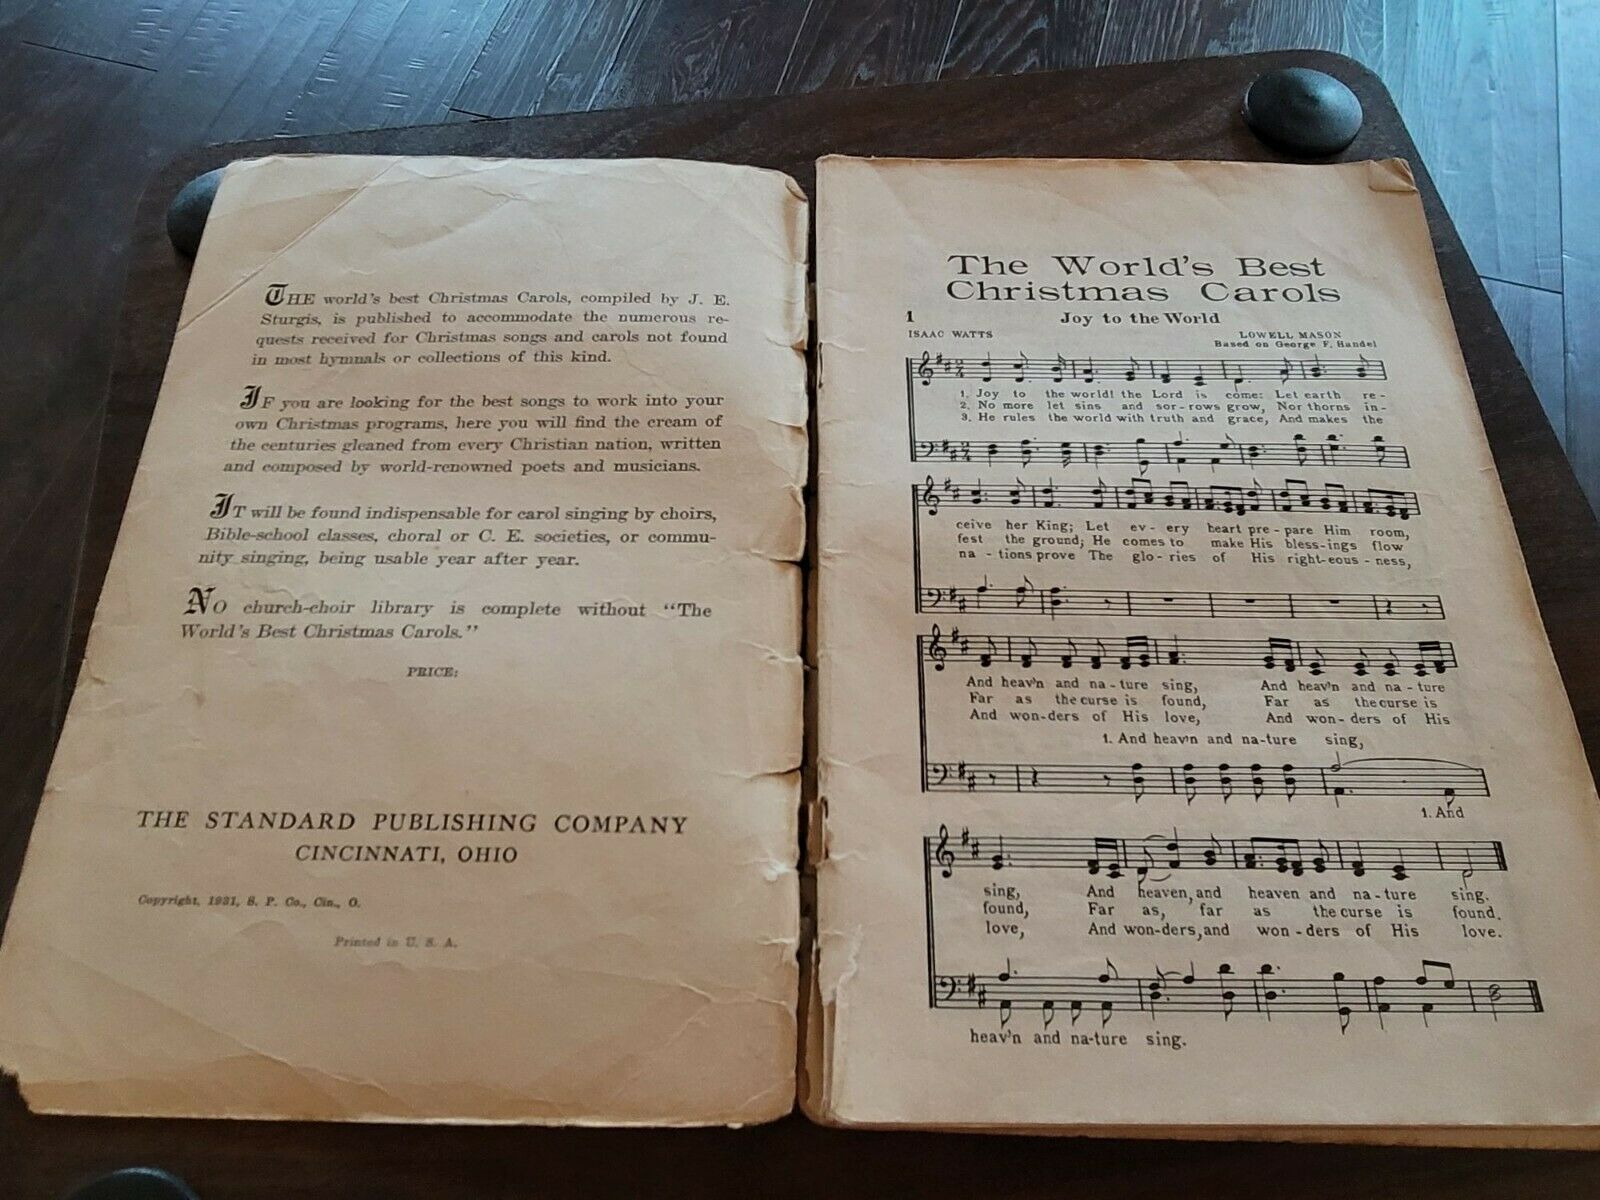 THE world's best Christmas Carols, compiled by J. E.
Sturgis, is published to accommodate the numerous re-
quests received for Christmas songs and carols not found
in most hymnals or collections of this kind.
IF you are looking for the best songs to work into your
own Christmas programs, here you will find the cream of
the centuries gleaned from every Christian nation, written
and composed by world-renowned poets and musicians.
IT will be found indispensable for carol singing by choirs,
Bible-school classes, choral or C. E. societies, or commu-
nity singing, being usable year after year.
NO church-choir library is complete without "The
World's Best Christmas Carols."
PRICE:
THE STANDARD PUBLISHING COMPANY
CINCINNATI, OHIO
Copyright, 1931, S. P. Co., Cin., O.
Printed in U. S. A.
The World's Best
Christmas Carols
1
Joy to the World
ISAAC WATTS
LOWELL MASON
Based on George F. Handel
1. Joy to the world! the Lord is come: Let earth re-
2. No more let sins and sor-rows grow, Nor thorns in-
3. He rules the world with truth and grace, And makes the
ceive her King; Let ev-ery heart pre-pare Him room,
fest the ground; He comes to make His bless-ings flow
na-tions prove The glo-ries of His right-eous-ness,
And heav'n and na-ture sing, And heav'n and na-ture
Far as the curse is found, Far as the curse is
And won-ders of His love, And won-ders of His
1. And heav'n and na-ture sing,
1. And
sing, And heaven, and heaven and na-ture sing.
found, Far as, far as the curse is found.
love, And won-ders, and won-ders of His love.
heav'n and na-ture sing.